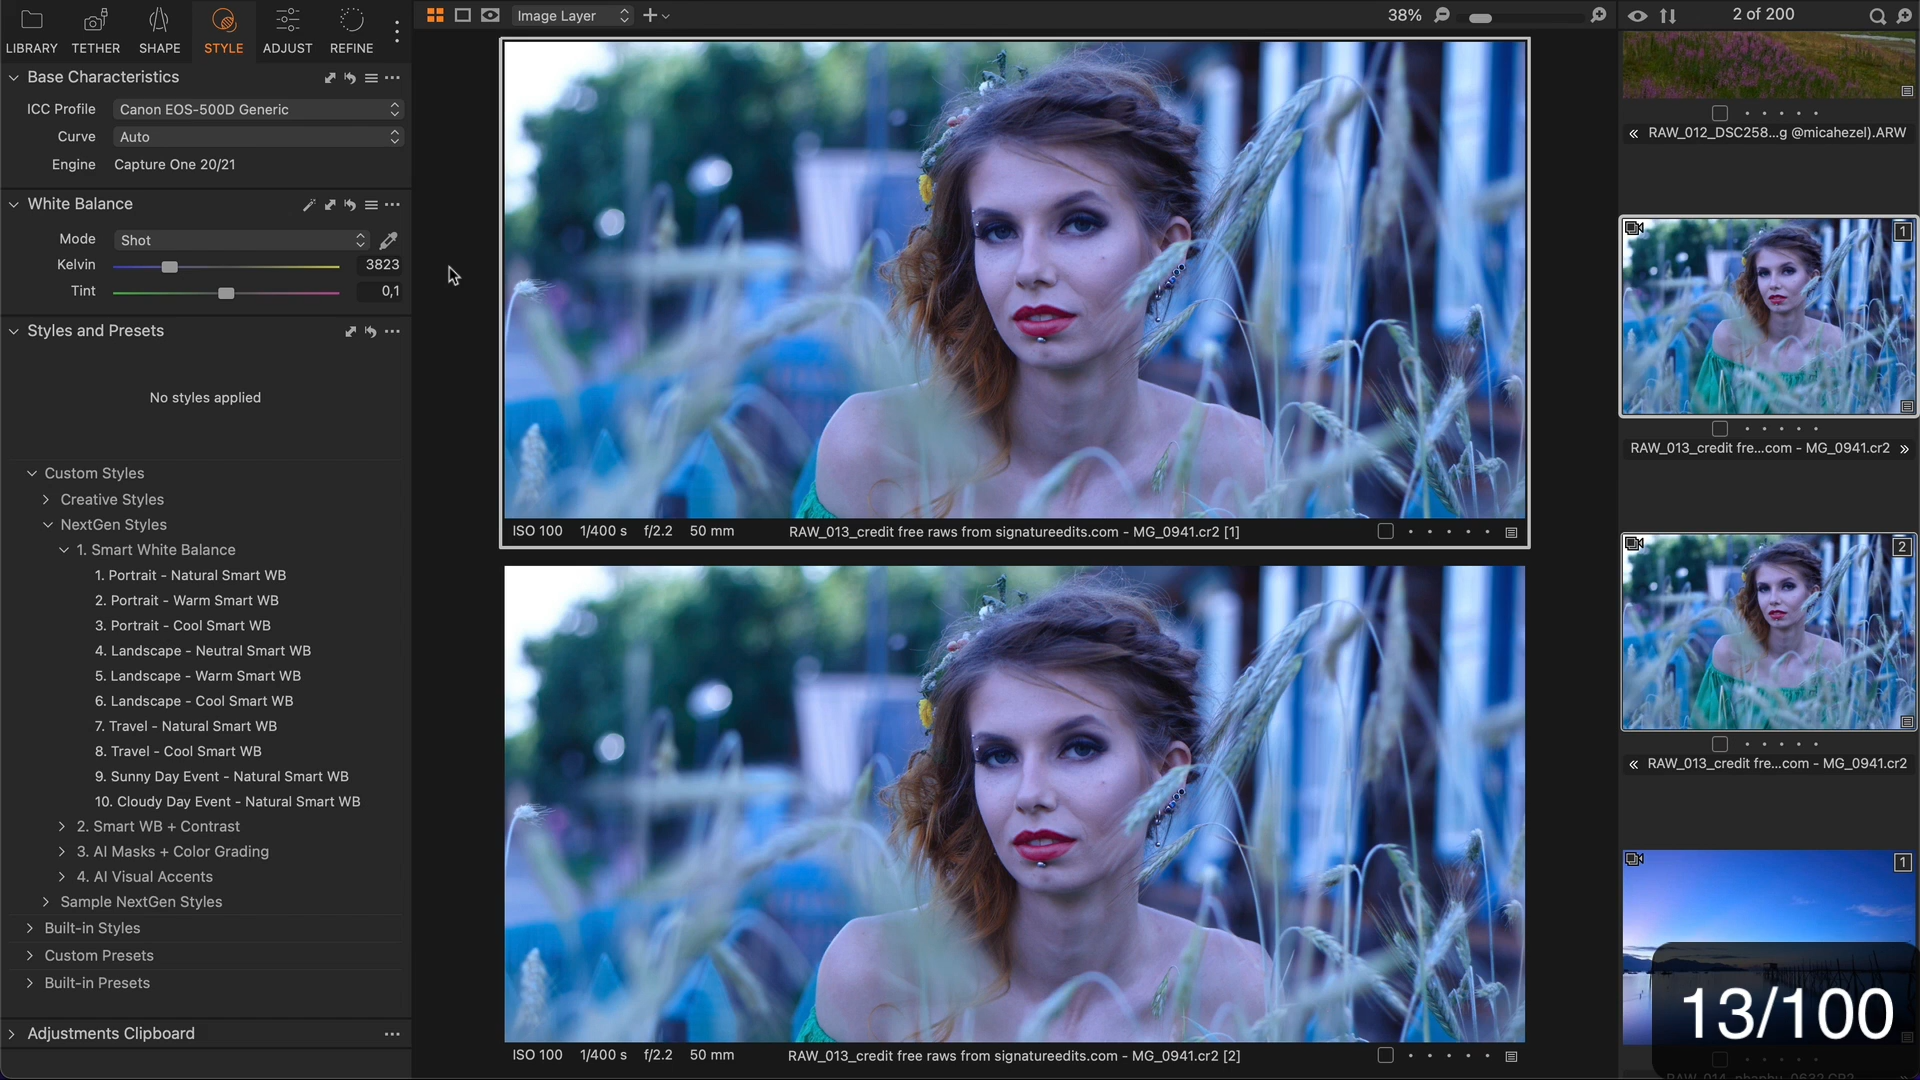 LIBRARY TETHER SHAPE STYLE ADJUST REFINE
Image Layer
38%
2 of 200
Base Characteristics
ICC Profile Canon EOS-500D Generic
Curve Auto
Engine Capture One 20/21
White Balance
Mode Shot
Kelvin 3823
Tint 0,1
Styles and Presets
No styles applied
Custom Styles
Creative Styles
NextGen Styles
1. Smart White Balance
1. Portrait - Natural Smart WB
2. Portrait - Warm Smart WB
3. Portrait - Cool Smart WB
4. Landscape - Neutral Smart WB
5. Landscape - Warm Smart WB
6. Landscape - Cool Smart WB
7. Travel - Natural Smart WB
8. Travel - Cool Smart WB
9. Sunny Day Event - Natural Smart WB
10. Cloudy Day Event - Natural Smart WB
2. Smart WB + Contrast
3. AI Masks + Color Grading
4. AI Visual Accents
Sample NextGen Styles
Built-in Styles
Custom Presets
Built-in Presets
Adjustments Clipboard
ISO 100 1/400 s f/2.2 50 mm RAW_013_credit free raws from signatureedits.com - MG_0941.cr2 [1]
ISO 100 1/400 s f/2.2 50 mm RAW_013_credit free raws from signatureedits.com - MG_0941.cr2 [2]
RAW_012_DSC258...g @micahezel).ARW
1
RAW_013_credit fre...com - MG_0941.cr2
2
RAW_013_credit fre...com - MG_0941.cr2
1
13/100